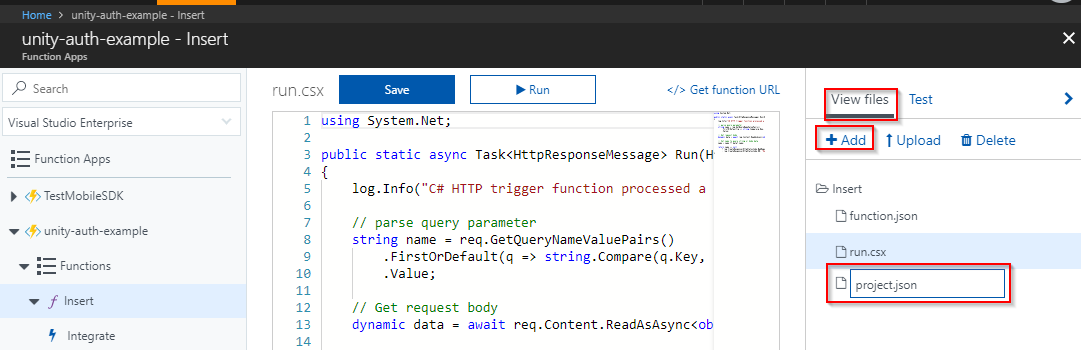 Home > unity-auth-example - Insert
unity-auth-example - Insert
Function Apps
Search
Visual Studio Enterprise
Function Apps
TestMobileSDK
unity-auth-example
Functions
f Insert
Integrate
run.csx
Save
Run
</> Get function URL
1 using System.Net;
2
3 public static async Task<HttpResponseMessage> Run(H
4 {
5 log.Info("C# HTTP trigger function processed a
6
7 // parse query parameter
8 string name = req.GetQueryNameValuePairs()
9 .FirstOrDefault(q => string.Compare(q.Key,
10 .Value;
11
12 // Get request body
13 dynamic data = await req.Content.ReadAsAsync<ob
14
View files
Test
+ Add
Upload
Delete
Insert
function.json
run.csx
project.json